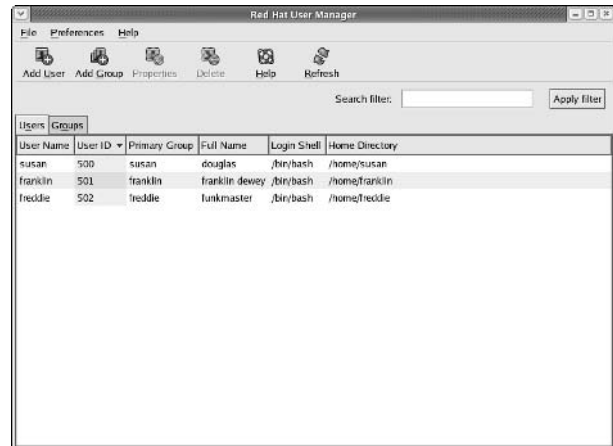 Red Hat User Manager
File Preferences Help
Add User Add Group Properties Delete Help Refresh
Search filter: Apply filter
Users Groups
User Name User ID Primary Group Full Name Login Shell Home Directory
susan 500 susan douglas /bin/bash /home/susan
franklin 501 franklin franklin dewey /bin/bash /home/franklin
freddie 502 freddie funkmaster /bin/bash /home/freddie